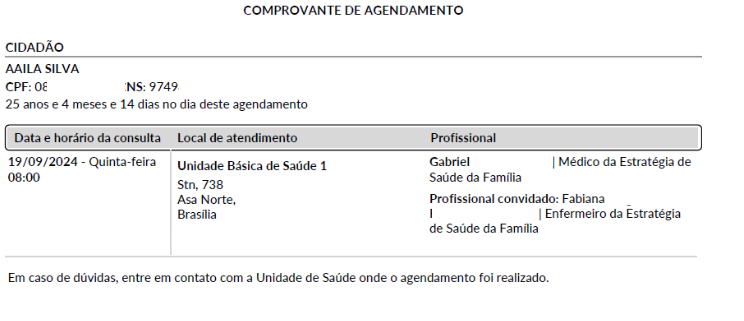 COMPROVANTE DE AGENDAMENTO
CIDADÃO
AAILA SILVA
CPF: 08 NS: 9749
25 anos e 4 meses e 14 dias no dia deste agendamento
Data e horário da consulta Local de atendimento Profissional
19/09/2024 - Quinta-feira
08:00
Unidade Básica de Saúde 1
Stn, 738
Asa Norte,
Brasília
Gabriel | Médico da Estratégia de
Saúde da Família
Profissional convidado: Fabiana
| Enfermeiro da Estratégia
de Saúde da Família
Em caso de dúvidas, entre em contato com a Unidade de Saúde onde o agendamento foi realizado.